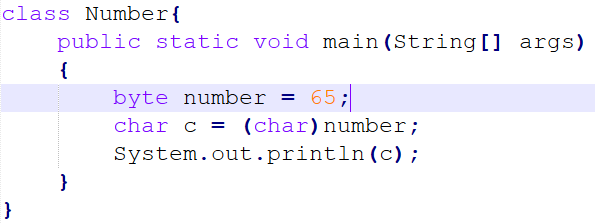 class Number{
    public static void main(String[] args)
    {
        byte number = 65;
        char c = (char)number;
        System.out.println(c);
    }
}